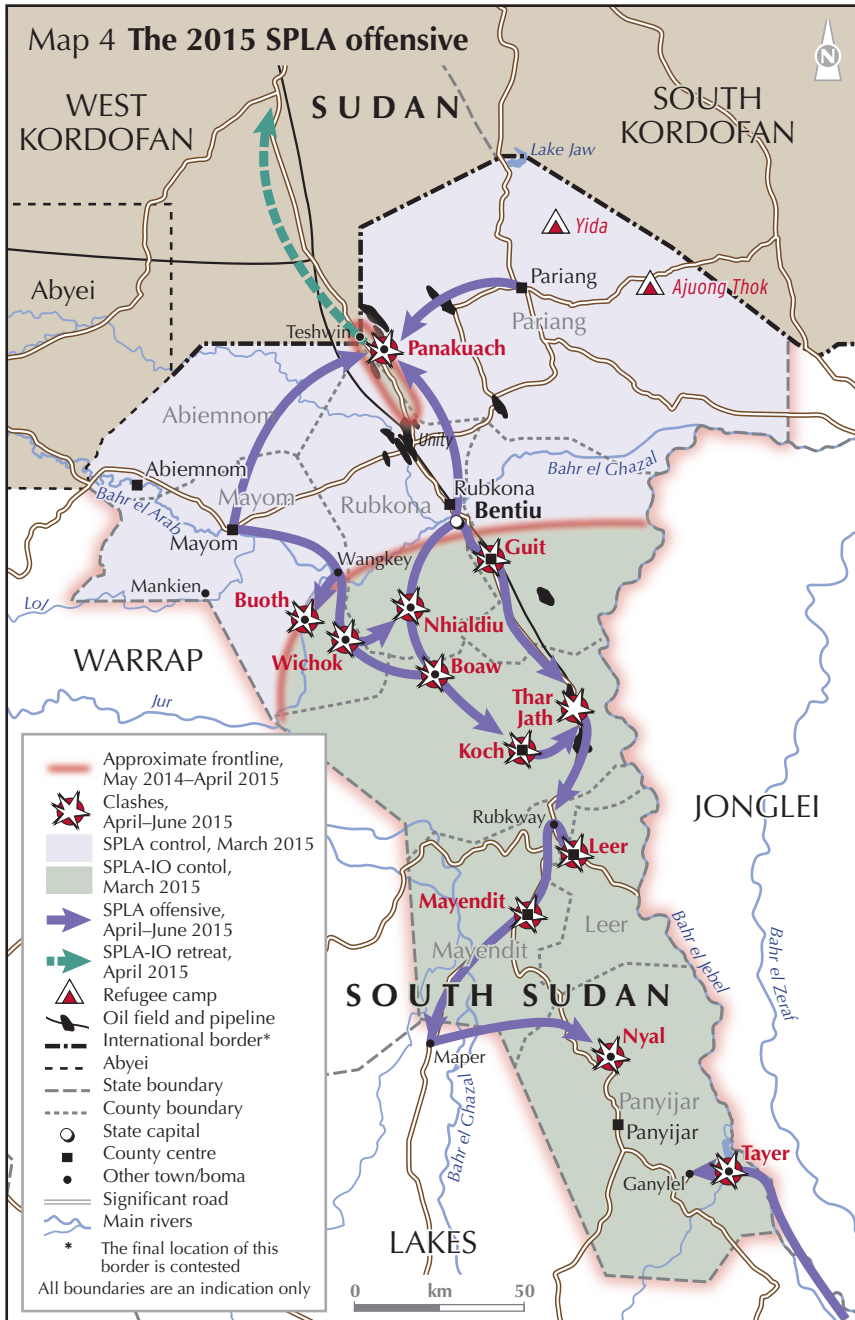 Map 4 The 2015 SPLA offensive
N
WEST
KORDOFAN
SUDAN
SOUTH
KORDOFAN
Lake Jaw
Yida
Ajuong Thok
Abyei
Pariang
Pariang
Teshwin
Panakuach
Abiemnom
Unity
Abiemnom
Bahr el Ghazal
Bahr el Arab
Mayom
Rubkona
Rubkona
Bentiu
Mayom
Guit
Wangkey
Mankien
Buoth
Lol
Nhialdiu
Wichok
WARRAP
Boaw
Jur
Thar
Jath
Koch
JONGLEI
Rubkway
Leer
Mayendit
Leer
Mayendit
Bahr el Jebel
Bahr el Zeraf
SOUTH SUDAN
Nyal
Maper
Bahr el Ghazal
Panyijar
Panyijar
Tayer
Ganylel
LAKES
Approximate frontline,
May 2014–April 2015
Clashes,
April–June 2015
SPLA control, March 2015
SPLA-IO contol,
March 2015
SPLA offensive,
April–June 2015
SPLA-IO retreat,
April 2015
Refugee camp
Oil field and pipeline
International border*
Abyei
State boundary
County boundary
State capital
County centre
Other town/boma
Significant road
Main rivers
* The final location of this
border is contested
All boundaries are an indication only
0 km 50